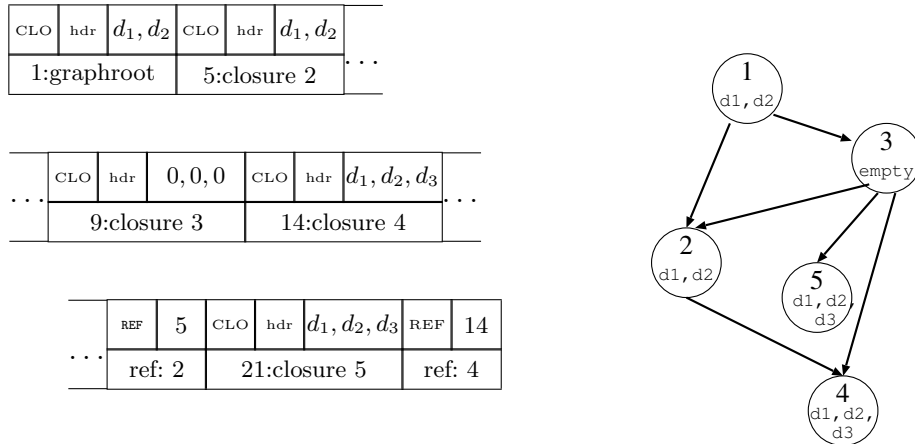 CLO hdr d₁, d₂ CLO hdr d₁, d₂
1:graphroot 5:closure 2 ...
... CLO hdr 0, 0, 0 CLO hdr d₁, d₂, d₃ ...
9:closure 3 14:closure 4
... REF 5 CLO hdr d₁, d₂, d₃ REF 14
ref: 2 21:closure 5 ref: 4
1
d1,d2
3
empty
2
d1,d2
5
d1,d2,
d3
4
d1,d2,
d3